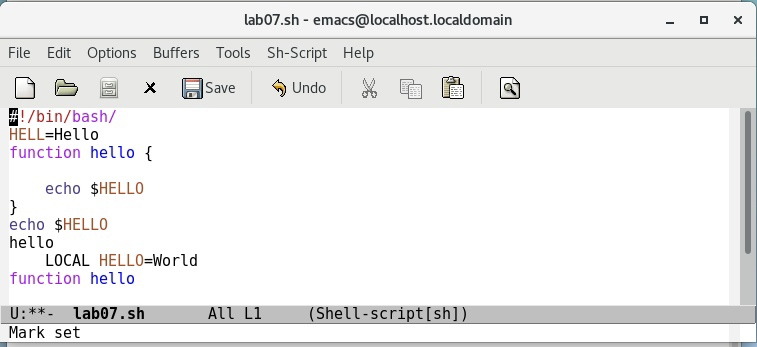 lab07.sh - emacs@localhost.localdomain
File Edit Options Buffers Tools Sh-Script Help
Save Undo
#!/bin/bash/
HELL=Hello
function hello {
    echo $HELLO
}
echo $HELLO
hello
    LOCAL HELLO=World
function hello
U:**-  lab07.sh       All L1     (Shell-script[sh])
Mark set